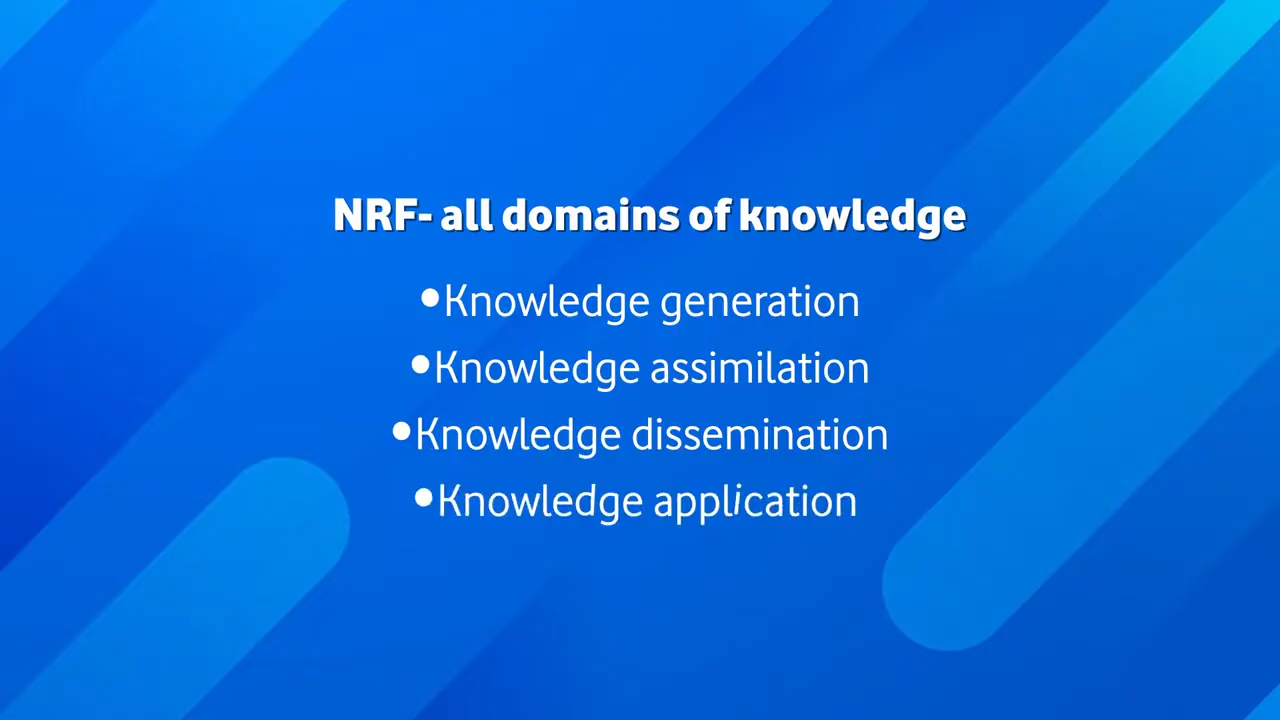 NRF- all domains of knowledge
•Knowledge generation
•Knowledge assimilation
•Knowledge dissemination
•Knowledge application